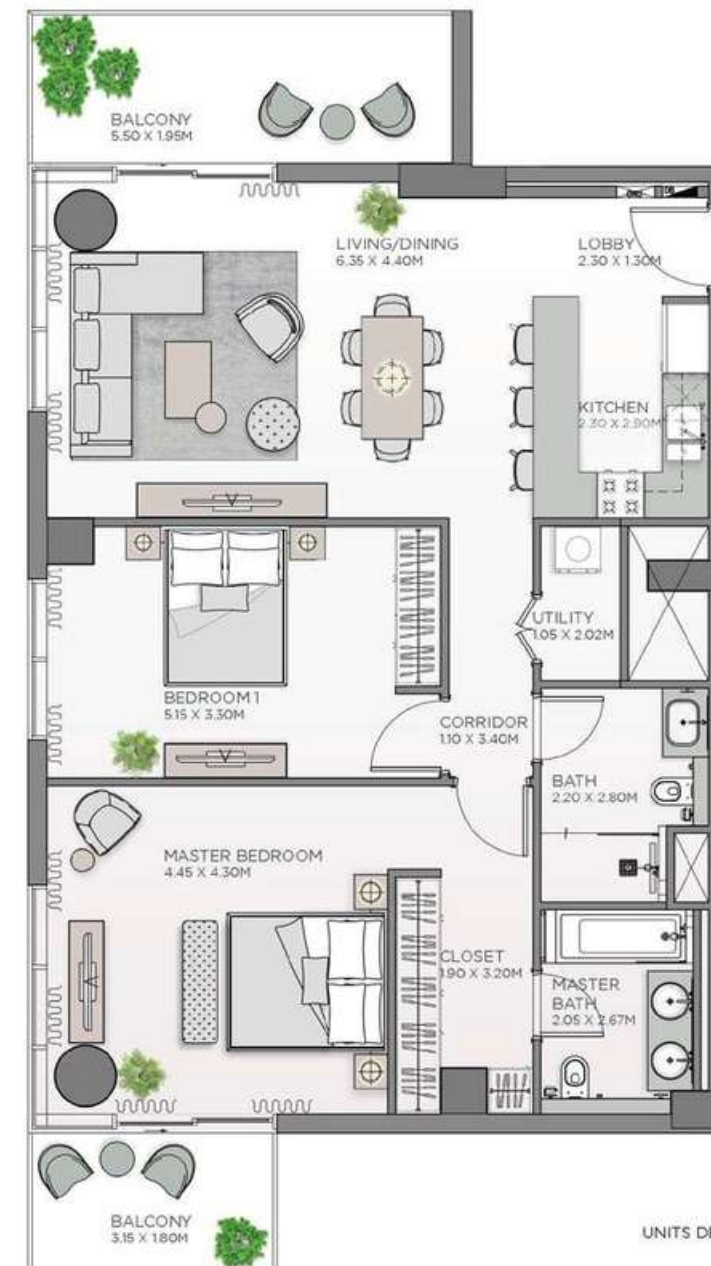 BALCONY
5.50 X 1.95M
LIVING/DINING
6.35 X 4.40M
LOBBY
2.30 X 1.30M
KITCHEN
2.30 X 2.90M
UTILITY
1.05 X 2.02M
BEDROOM 1
5.15 X 3.30M
CORRIDOR
1.10 X 3.40M
BATH
2.20 X 2.80M
MASTER BEDROOM
4.45 X 4.30M
CLOSET
1.90 X 3.20M
MASTER
BATH
2.05 X 2.67M
BALCONY
3.15 X 1.80M
UNITS